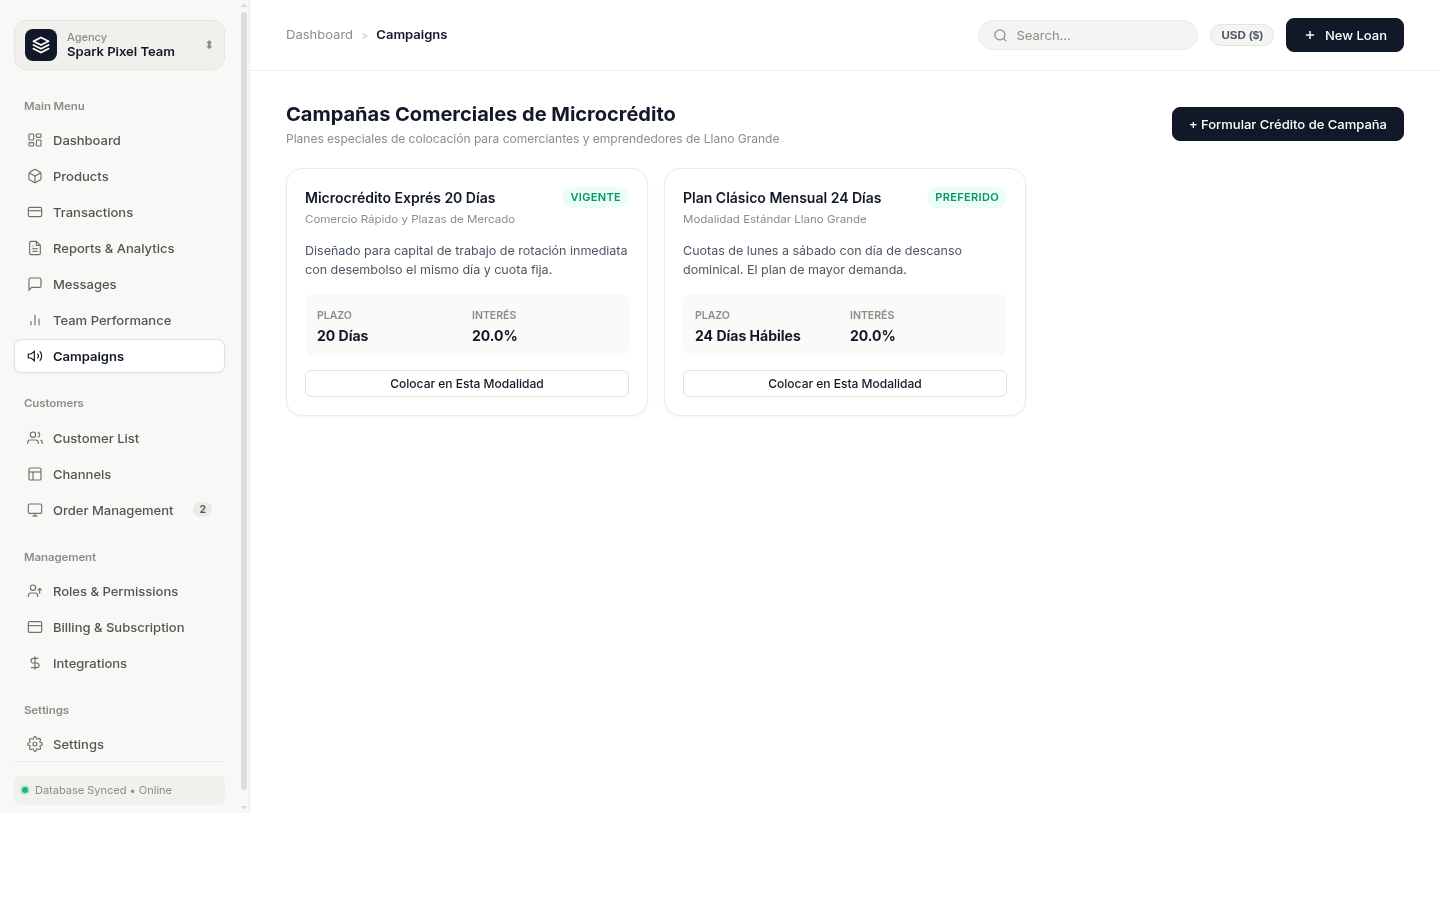 Agency
Spark Pixel Team
Main Menu
Dashboard
Products
Transactions
Reports & Analytics
Messages
Team Performance
Campaigns
Customers
Customer List
Channels
Order Management 2
Management
Roles & Permissions
Billing & Subscription
Integrations
Settings
Settings
Database Synced • Online
Dashboard > Campaigns
Search...
USD ($)
+ New Loan
Campañas Comerciales de Microcrédito
Planes especiales de colocación para comerciantes y emprendedores de Llano Grande
+ Formular Crédito de Campaña
Microcrédito Exprés 20 Días VIGENTE
Comercio Rápido y Plazas de Mercado
Diseñado para capital de trabajo de rotación inmediata
con desembolso el mismo día y cuota fija.
PLAZO INTERÉS
20 Días 20.0%
Colocar en Esta Modalidad
Plan Clásico Mensual 24 Días PREFERIDO
Modalidad Estándar Llano Grande
Cuotas de lunes a sábado con día de descanso
dominical. El plan de mayor demanda.
PLAZO INTERÉS
24 Días Hábiles 20.0%
Colocar en Esta Modalidad